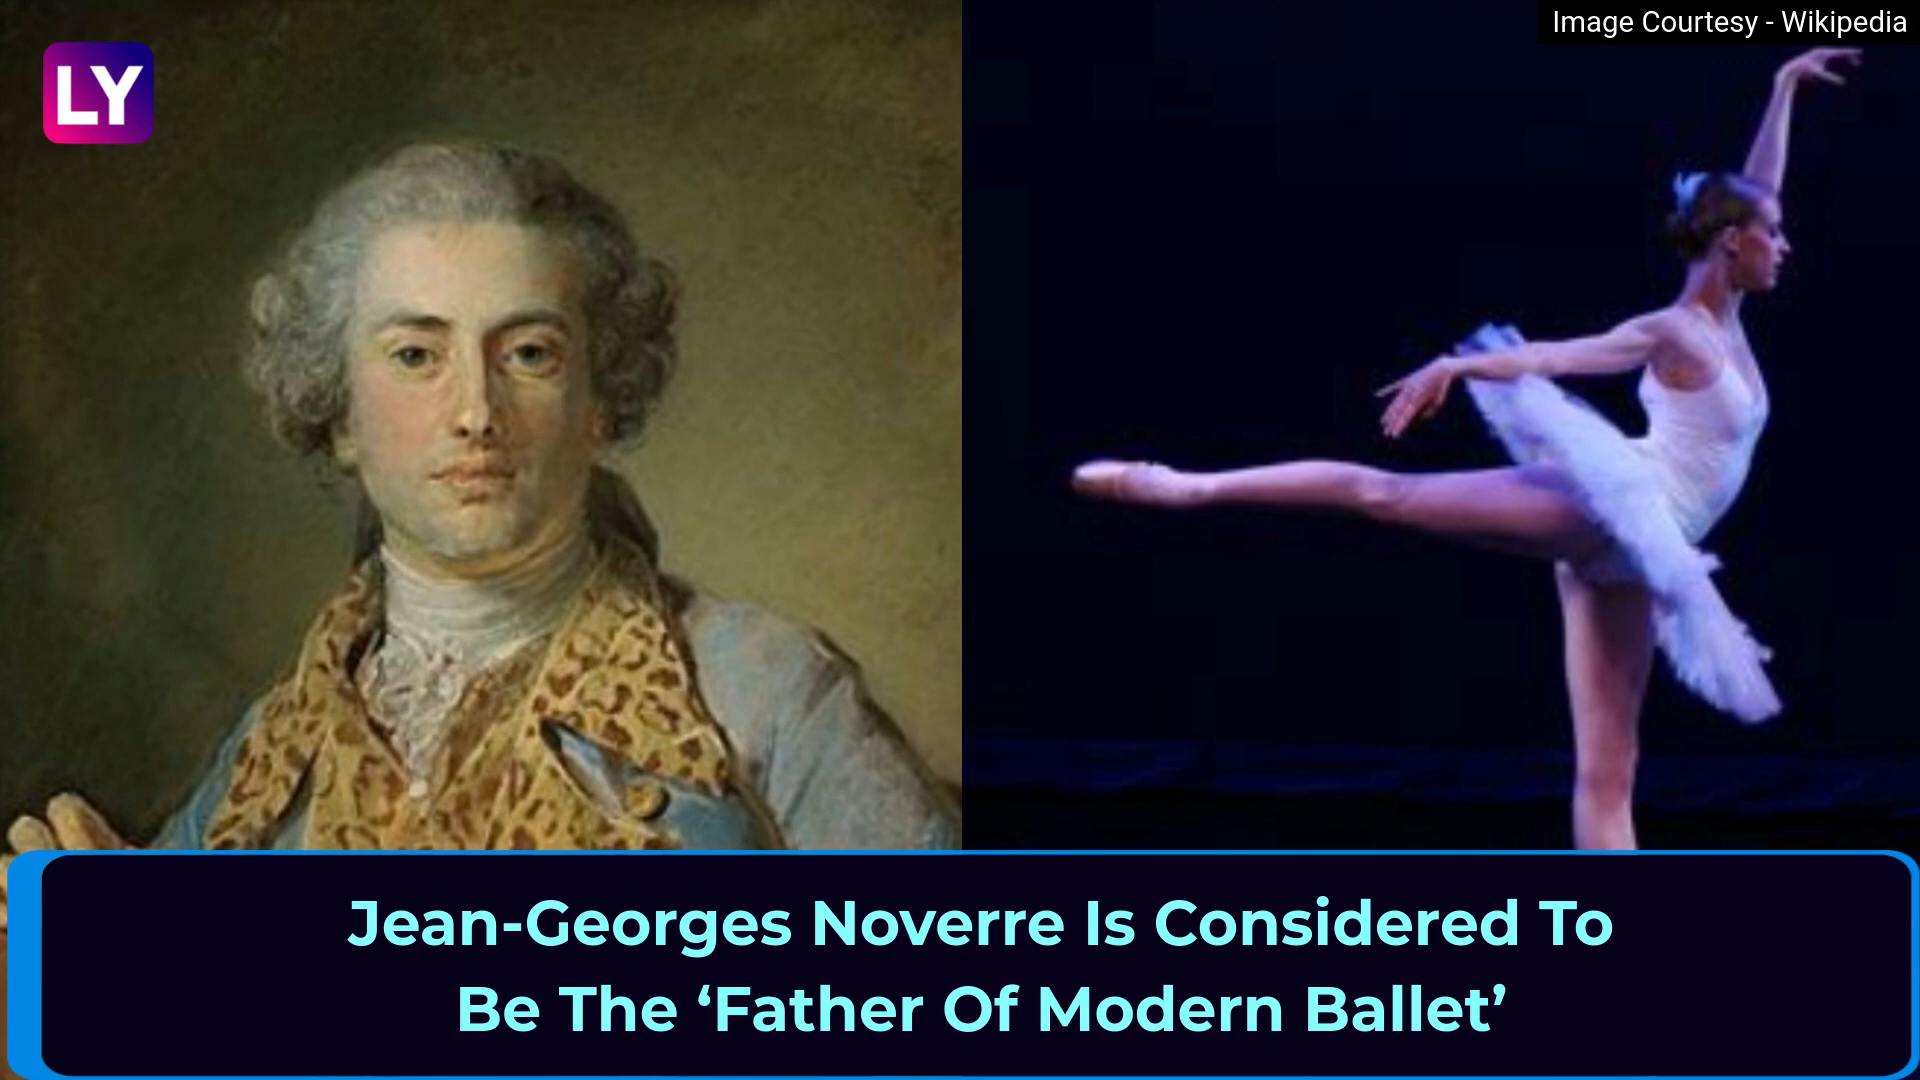 Image Courtesy - Wikipedia
LY
Jean-Georges Noverre Is Considered To
Be The ‘Father Of Modern Ballet’